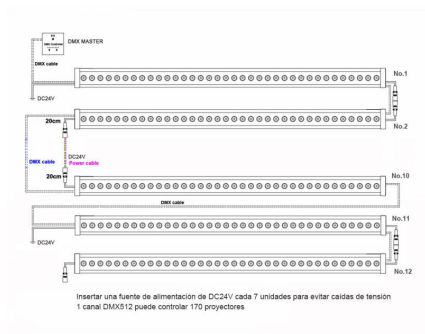 DMX Controller
DMX MASTER
DMX cable
No.1
DC24V
20cm
No.2
DMX cable
DC24V
Power cable
20cm
No.10
DMX cable
No.11
DC24V
No.12
Insertar una fuente de alimentación de DC24V cada 7 unidades para evitar caídas de tensión
1 canal DMX512 puede controlar 170 proyectores